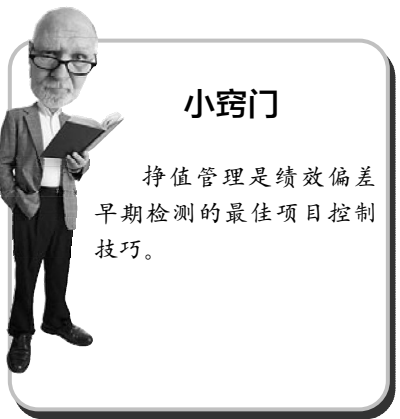 小窍门
挣值管理是绩效偏差
早期检测的最佳项目控制
技巧。